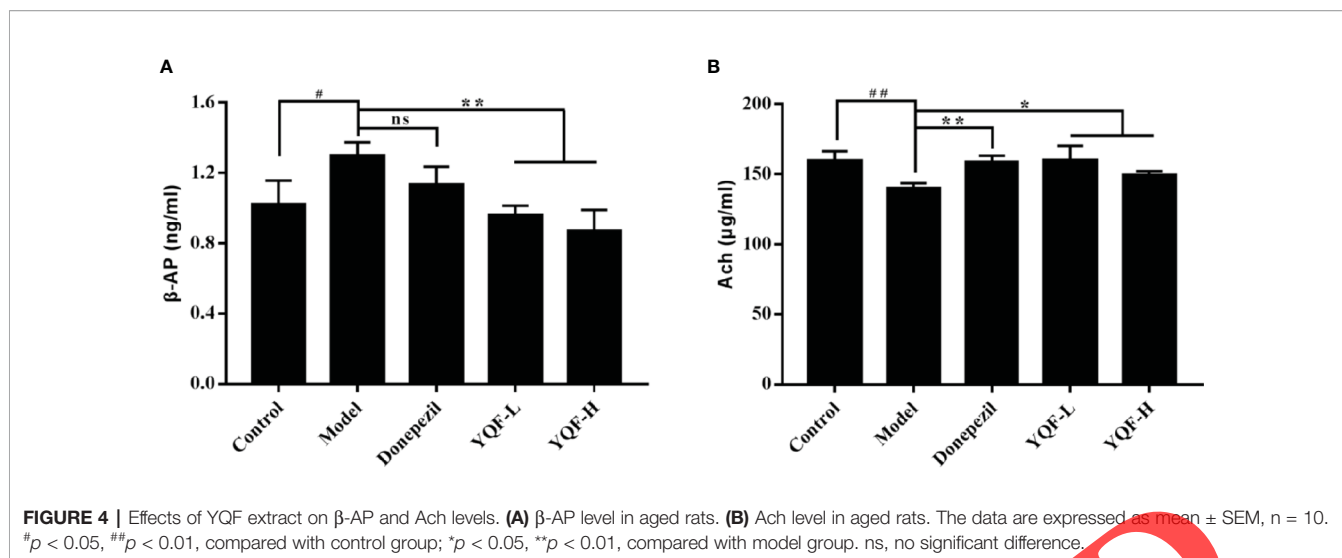 A
B
#
**
ns
1.6
1.2
0.8
0.4
0.0
β-AP (ng/ml)
Control
Model
Donepezil
YQF-L
YQF-H
##
*
**
200
150
100
50
0
Ach (μg/ml)
Control
Model
Donepezil
YQF-L
YQF-H
FIGURE 4 | Effects of YQF extract on β-AP and Ach levels. (A) β-AP level in aged rats. (B) Ach level in aged rats. The data are expressed as mean ± SEM, n = 10.
#p < 0.05, ##p < 0.01, compared with control group; *p < 0.05, **p < 0.01, compared with model group. ns, no significant difference.